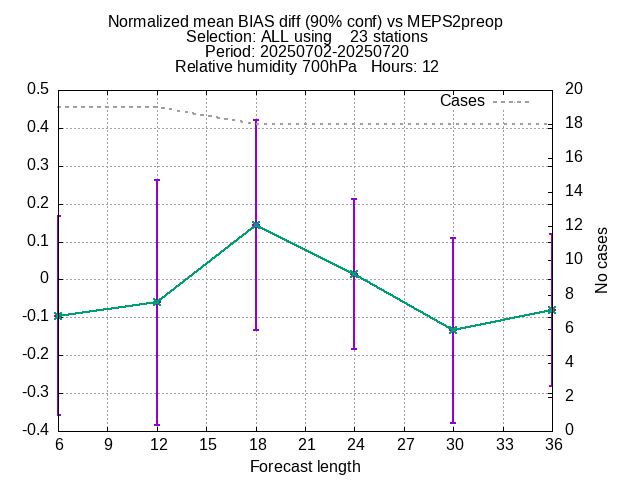 Normalized mean BIAS diff (90% conf) vs MEPS2preop
Selection: ALL using    23 stations
Period: 20250702-20250720
Relative humidity 700hPa   Hours: 12
Cases
0.5
0.4
0.3
0.2
0.1
0
-0.1
-0.2
-0.3
-0.4
20
18
16
14
12
10
8
6
4
2
0
No cases
6 9 12 15 18 21 24 27 30 33 36
Forecast length